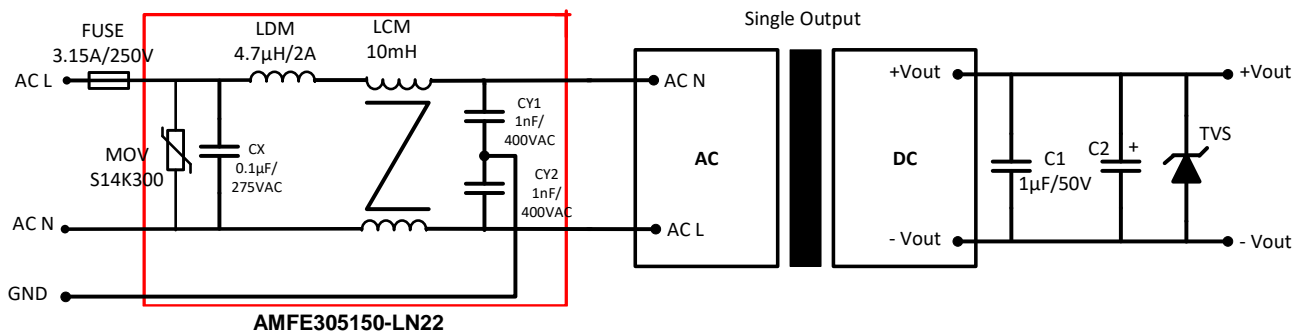 Single Output
FUSE
3.15A/250V
LDM
4.7µH/2A
LCM
10mH
AC L
AC N
+Vout
+Vout
CY1
1nF/
400VAC
MOV
S14K300
CX
0.1µF/
275VAC
AC
DC
C1
1µF/50V
C2
+
TVS
CY2
1nF/
400VAC
AC N
AC L
- Vout
- Vout
GND
AMFE305150-LN22